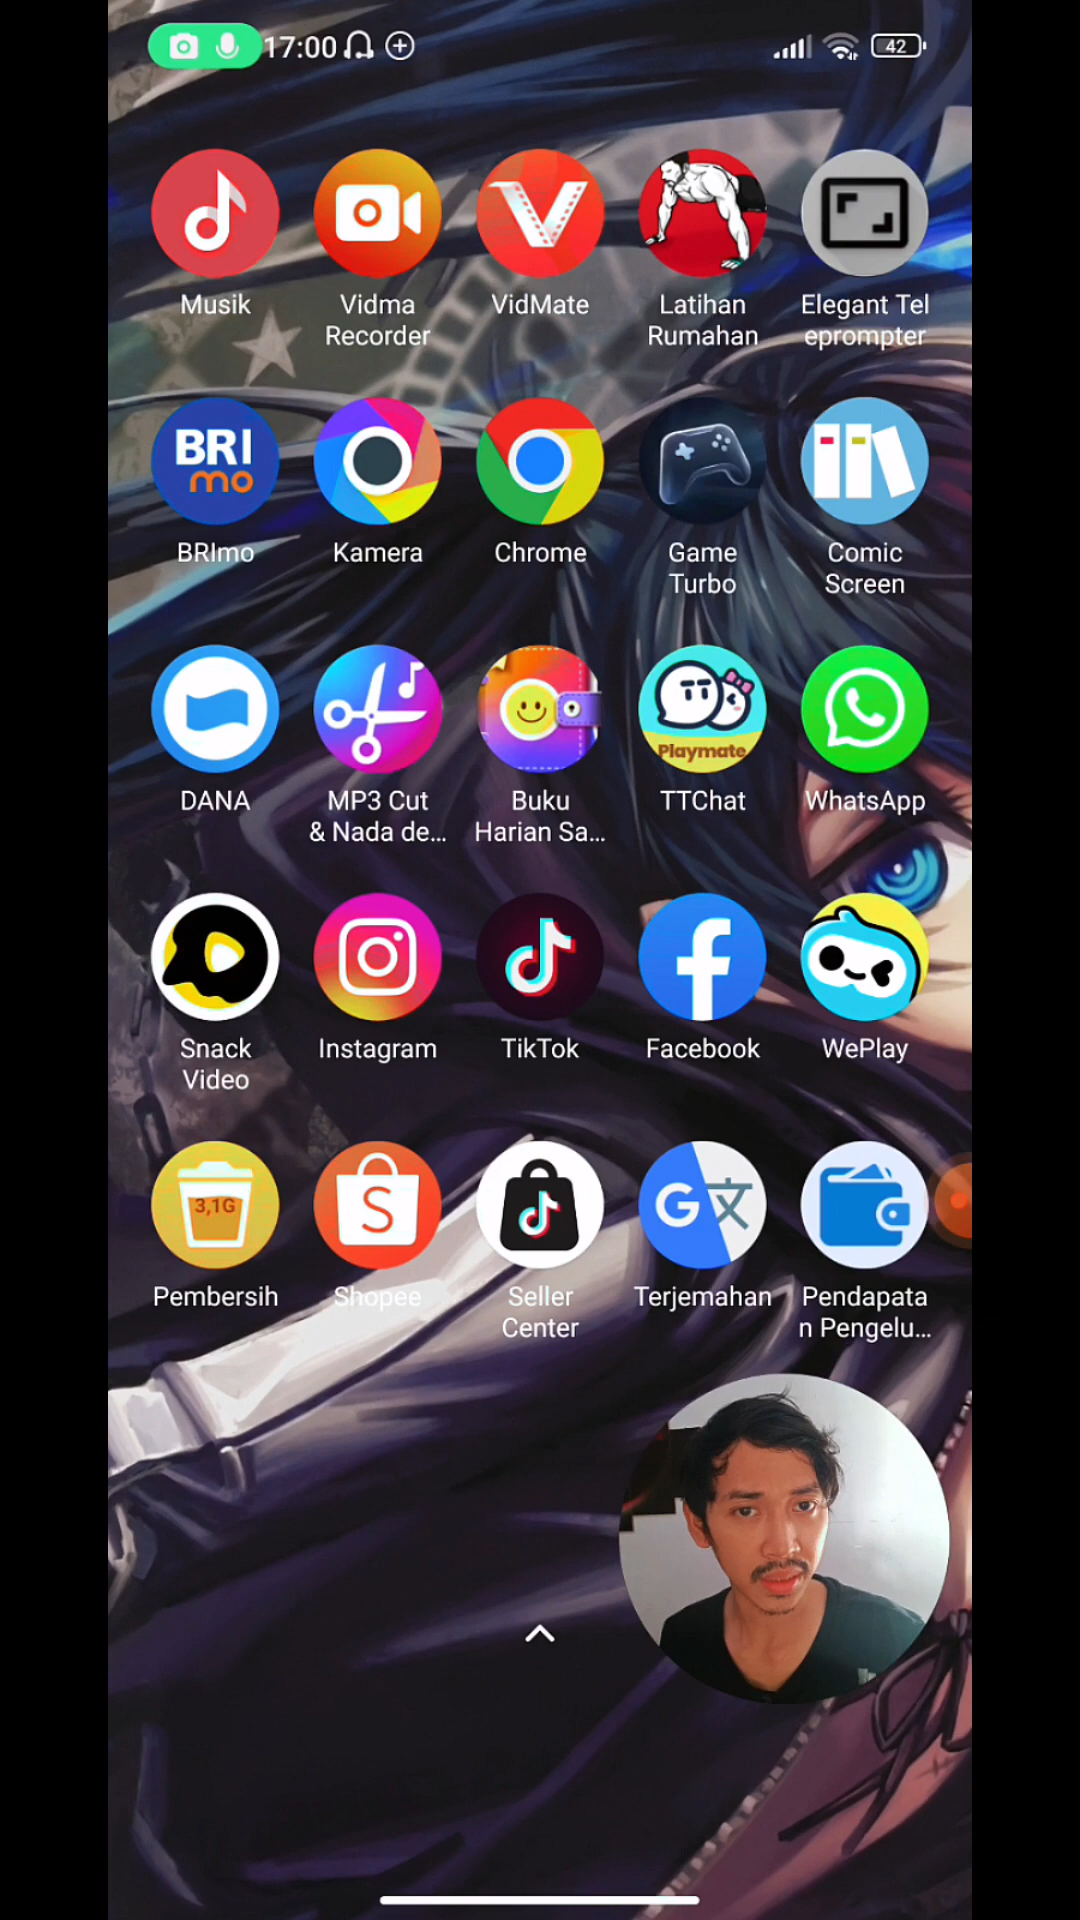 17:00
42
Musik
Vidma
Recorder
VidMate
Latihan
Rumahan
Elegant Tel
eprompter
BRI
mo
BRImo
Kamera
Chrome
Game
Turbo
Comic
Screen
DANA
MP3 Cut
& Nada de...
Buku
Harian Sa...
Playmate
TTChat
WhatsApp
Snack
Video
Instagram
TikTok
Facebook
WePlay
3,1G
Pembersih
S
Shopee
Seller
Center
G文
Terjemahan
Pendapata
n Pengelu...